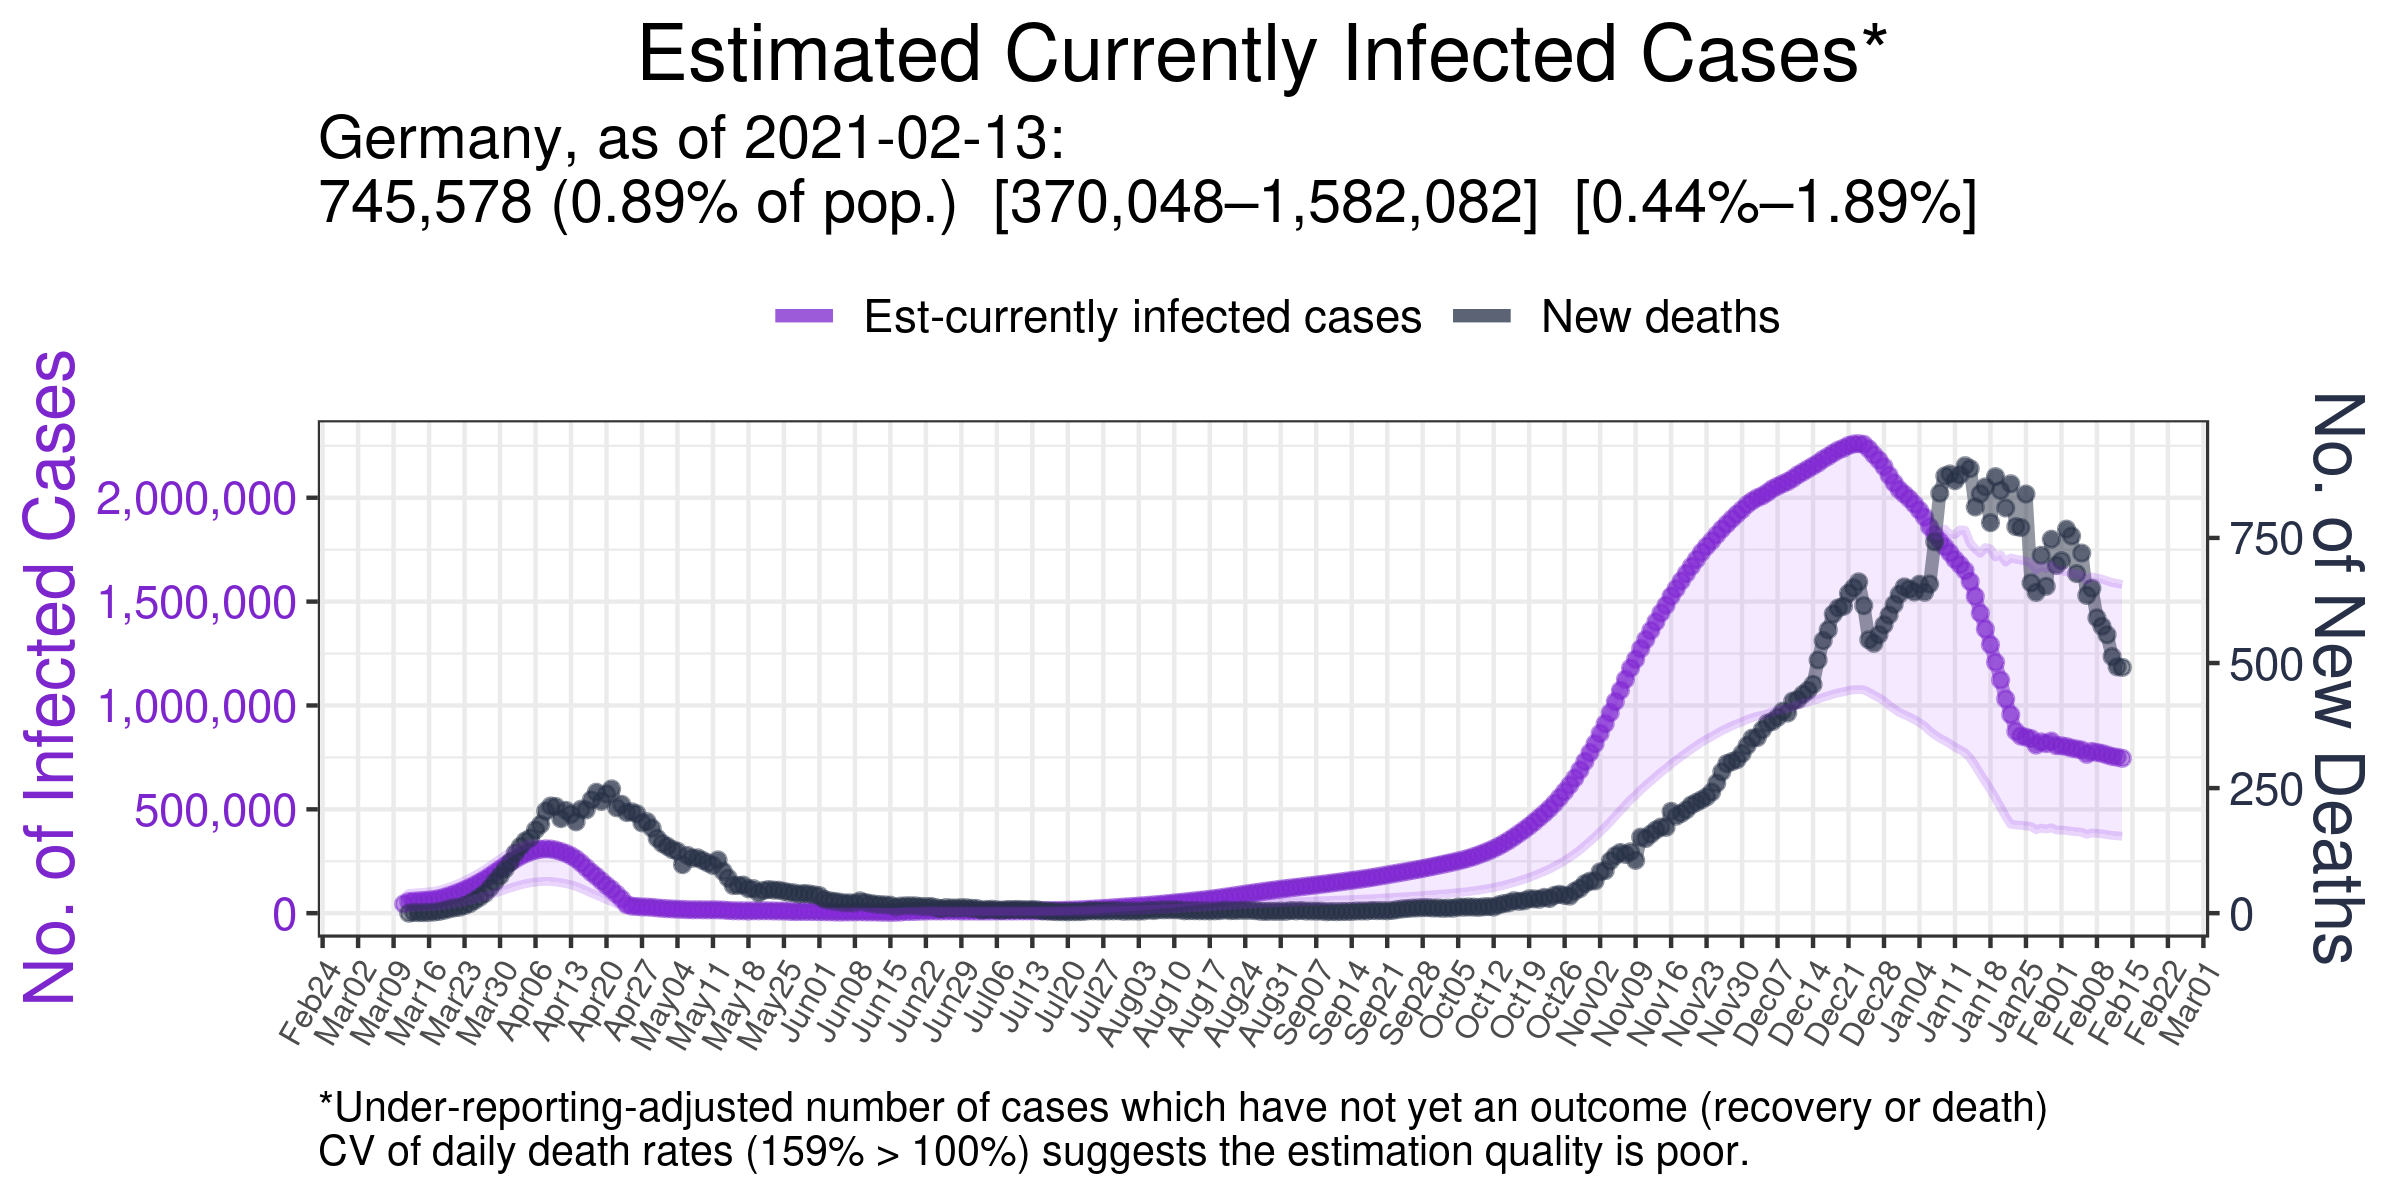 Estimated Currently Infected Cases*
Germany, as of 2021-02-13:
745,578 (0.89% of pop.) [370,048–1,582,082] [0.44%–1.89%]
Est-currently infected cases
New deaths
No. of Infected Cases
2,000,000
1,500,000
1,000,000
500,000
0
No. of New Deaths
750
500
250
0
Feb24
Mar02
Mar09
Mar16
Mar23
Mar30
Apr06
Apr13
Apr20
Apr27
May04
May11
May18
May25
Jun01
Jun08
Jun15
Jun22
Jun29
Jul06
Jul13
Jul20
Jul27
Aug03
Aug10
Aug17
Aug24
Aug31
Sep07
Sep14
Sep21
Sep28
Oct05
Oct12
Oct19
Oct26
Nov02
Nov09
Nov16
Nov23
Nov30
Dec07
Dec14
Dec21
Dec28
Jan04
Jan11
Jan18
Jan25
Feb01
Feb08
Feb15
Feb22
Mar01
*Under-reporting-adjusted number of cases which have not yet an outcome (recovery or death)
CV of daily death rates (159% > 100%) suggests the estimation quality is poor.